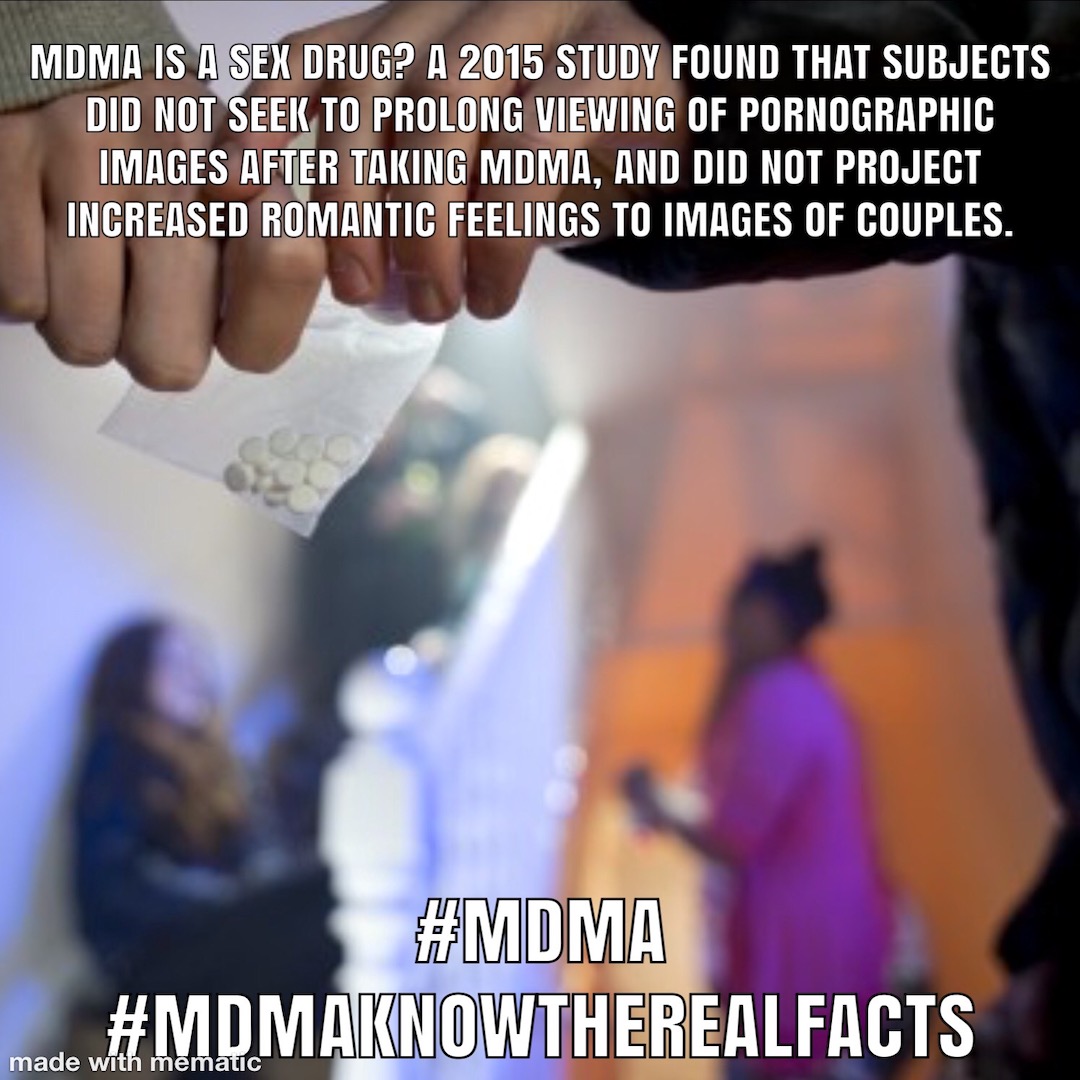 MDMA IS A SEX DRUG? A 2015 STUDY FOUND THAT SUBJECTS
DID NOT SEEK TO PROLONG VIEWING OF PORNOGRAPHIC
IMAGES AFTER TAKING MDMA, AND DID NOT PROJECT
INCREASED ROMANTIC FEELINGS TO IMAGES OF COUPLES.
#MDMA
#MDMAKNOWTHEREALFACTS
made with mematic